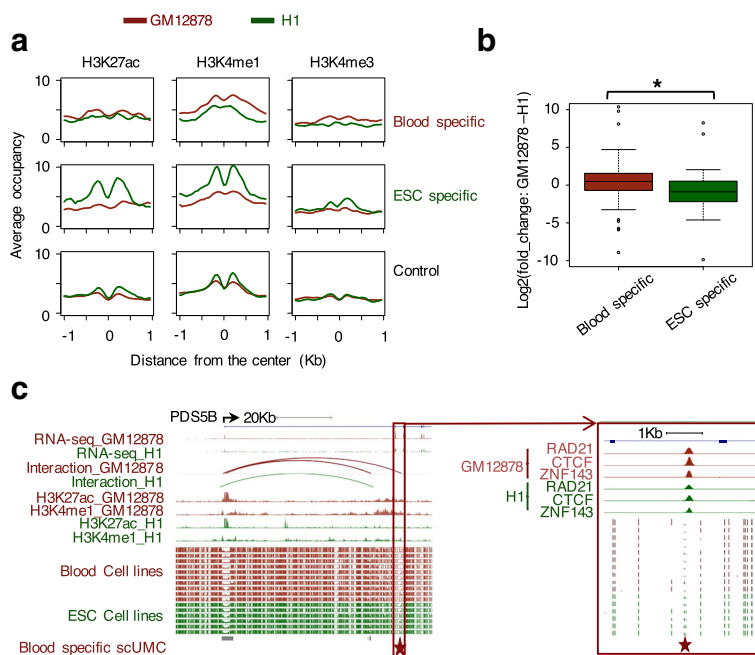 GM12878 H1
a
H3K27ac H3K4me1 H3K4me3
10
0
Blood specific
10
0
ESC specific
10
0
Control
Average occupancy
-1 0 1 -1 0 1 -1 0 1
Distance from the center (Kb)
b
*
Log2(fold_change: GM12878 –H1)
10
5
0
-5
-10
Blood specific ESC specific
c
PDS5B 20Kb
RNA-seq_GM12878
RNA-seq_H1
Interaction_GM12878
Interaction_H1
H3K27ac_GM12878
H3K4me1_GM12878
H3K27ac_H1
H3K4me1_H1
Blood Cell lines
ESC Cell lines
Blood specific scUMC
1Kb
GM12878
RAD21
CTCF
ZNF143
H1
RAD21
CTCF
ZNF143